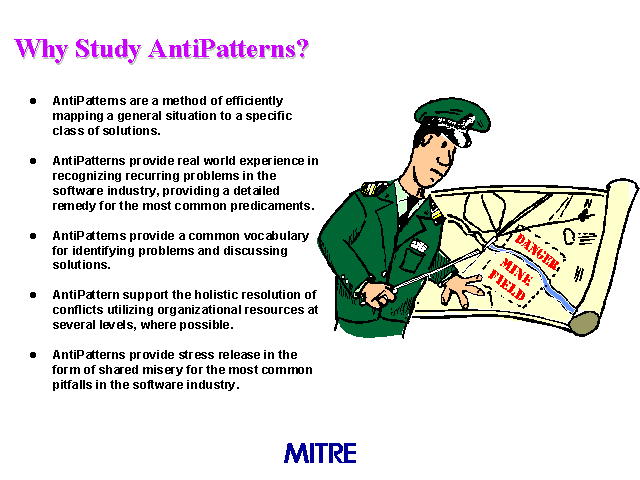 Why Study AntiPatterns?
● AntiPatterns are a method of efficiently
mapping a general situation to a specific
class of solutions.
● AntiPatterns provide real world experience in
recognizing recurring problems in the
software industry, providing a detailed
remedy for the most common predicaments.
● AntiPatterns provide a common vocabulary
for identifying problems and discussing
solutions.
● AntiPattern support the holistic resolution of
conflicts utilizing organizational resources at
several levels, where possible.
● AntiPatterns provide stress release in the
form of shared misery for the most common
pitfalls in the software industry.
N
DANGER
MINE
FIELD
MITRE